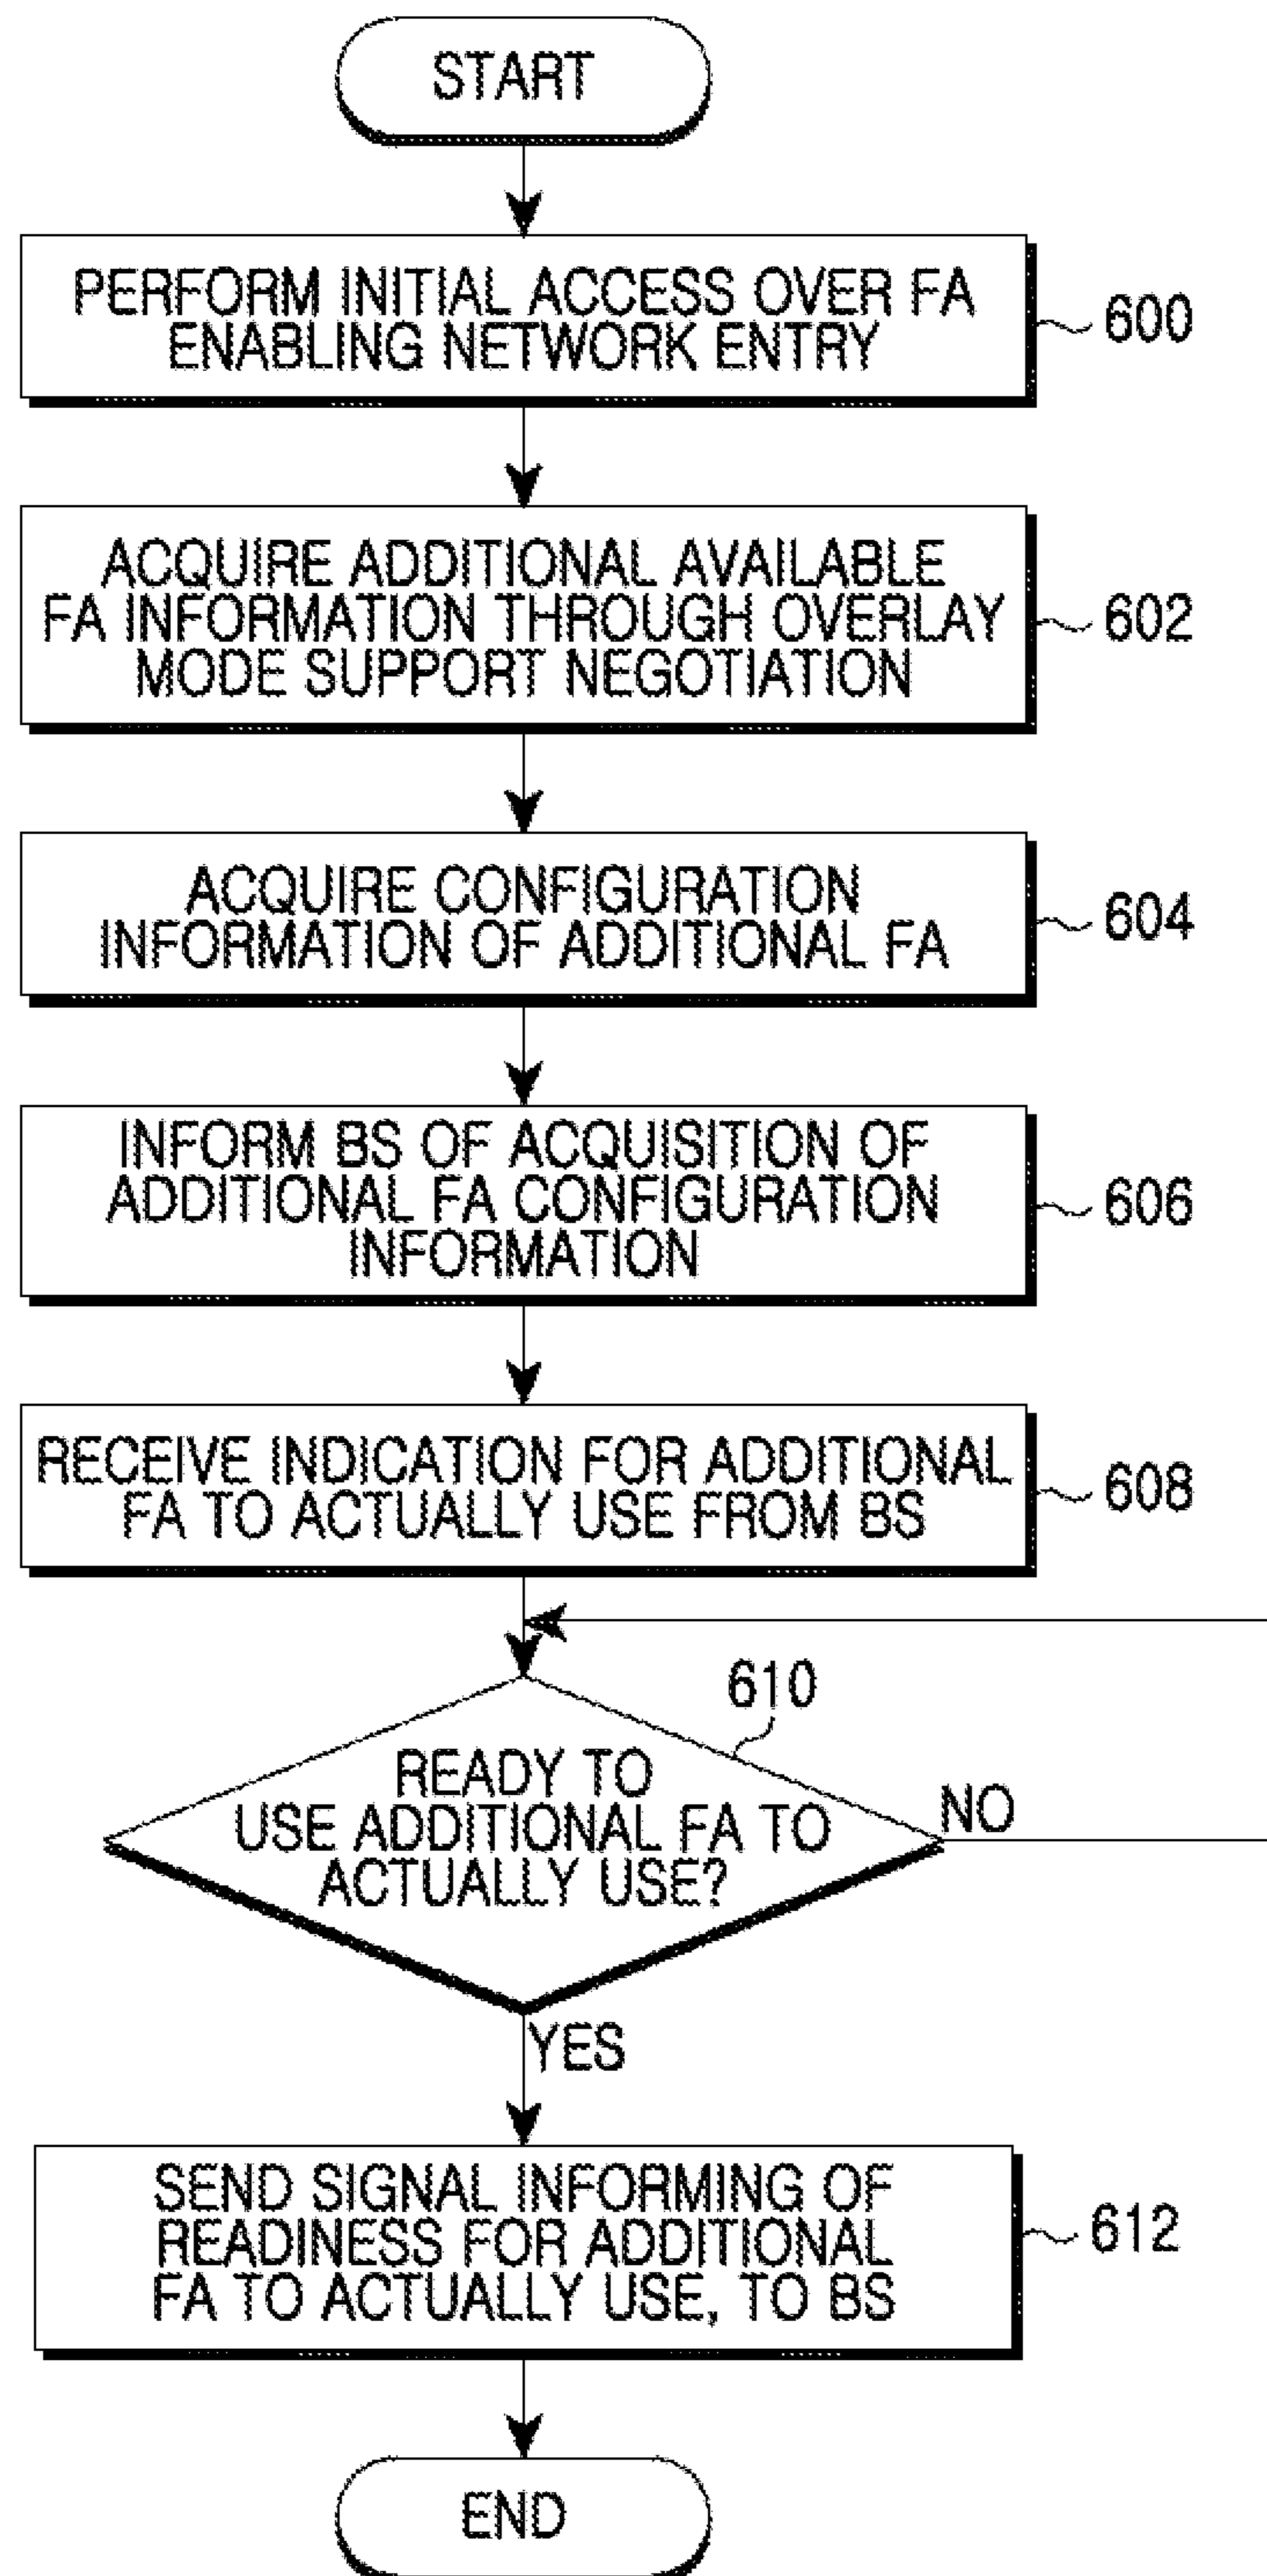 START
PERFORM INITIAL ACCESS OVER FA
ENABLING NETWORK ENTRY
600
ACQUIRE ADDITIONAL AVAILABLE
FA INFORMATION THROUGH OVERLAY
MODE SUPPORT NEGOTIATION
602
ACQUIRE CONFIGURATION
INFORMATION OF ADDITIONAL FA
604
INFORM BS OF ACQUISITION OF
ADDITIONAL FA CONFIGURATION
INFORMATION
606
RECEIVE INDICATION FOR ADDITIONAL
FA TO ACTUALLY USE FROM BS
608
610
READY TO
USE ADDITIONAL FA TO
ACTUALLY USE?
NO
YES
SEND SIGNAL INFORMING OF
READINESS FOR ADDITIONAL
FA TO ACTUALLY USE, TO BS
612
END